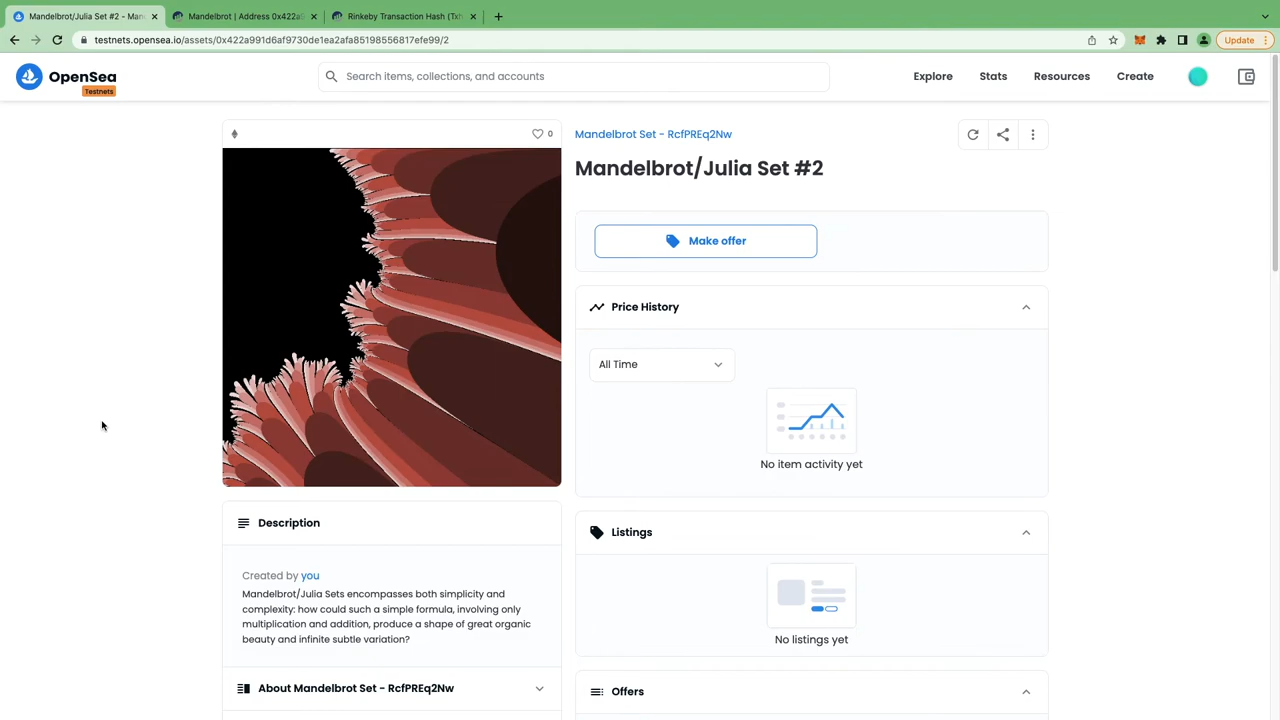 Mandelbrot/Julia Set #2 - Man
Mandelbrot | Address 0x422a9
Rinkeby Transaction Hash (Txh
testnets.opensea.io/assets/0x422a991d6af9730de1ea2afa85198556817efe99/2
Update
OpenSea
Testnets
Search items, collections, and accounts
Explore
Stats
Resources
Create
0
Mandelbrot Set - RcfPREq2Nw
Mandelbrot/Julia Set #2
Make offer
Price History
All Time
No item activity yet
Listings
No listings yet
Offers
Description
Created by you
Mandelbrot/Julia Sets encompasses both simplicity and
complexity: how could such a simple formula, involving only
multiplication and addition, produce a shape of great organic
beauty and infinite subtle variation?
About Mandelbrot Set - RcfPREq2Nw